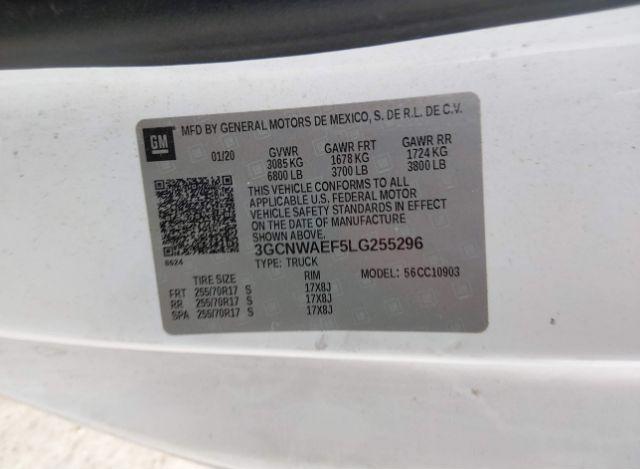 GM
MFD BY GENERAL MOTORS DE MEXICO, S. DE R.L. DE C.V.
01/20 GVWR GAWR FRT GAWR RR
3085 KG 1678 KG 1724 KG
6800 LB 3700 LB 3800 LB
THIS VEHICLE CONFORMS TO ALL
APPLICABLE U.S. FEDERAL MOTOR
VEHICLE SAFETY STANDARDS IN EFFECT
ON THE DATE OF MANUFACTURE
SHOWN ABOVE.
6524
3GCNWAEF5LG255296
TYPE: TRUCK MODEL: 56CC10903
TIRE SIZE RIM
FRT 255/70R17 S 17X8J
RR 255/70R17 S 17X8J
SPA 255/70R17 S 17X8J